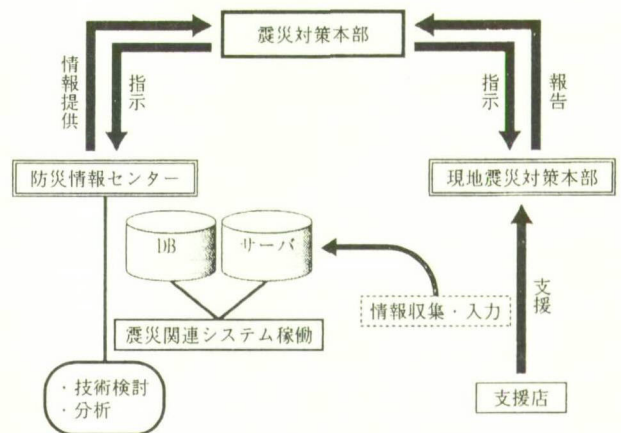 震災対策本部
情報提供
指示
指示
報告
防災情報センター
現地震災対策本部
DB
サーバ
情報収集・入力
支援
震災関連システム稼働
・技術検討
・分析
支援店